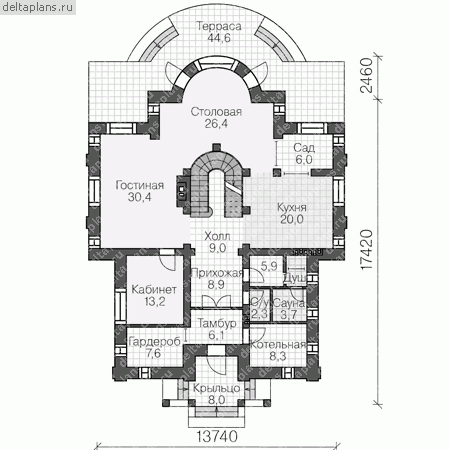 deltaplans.ru
Терраса
44,6
2460
Столовая
26,4
Сад
6,0
Гостиная
30,4
Кухня
20,0
Холл
9,0
17420
Прихожая
8,9
5,9
Душ
Кабинет
13,2
С/у
2,3
Сауна
3,7
Тамбур
6,1
Гардероб
7,6
Котельная
8,3
Крыльцо
8,0
13740